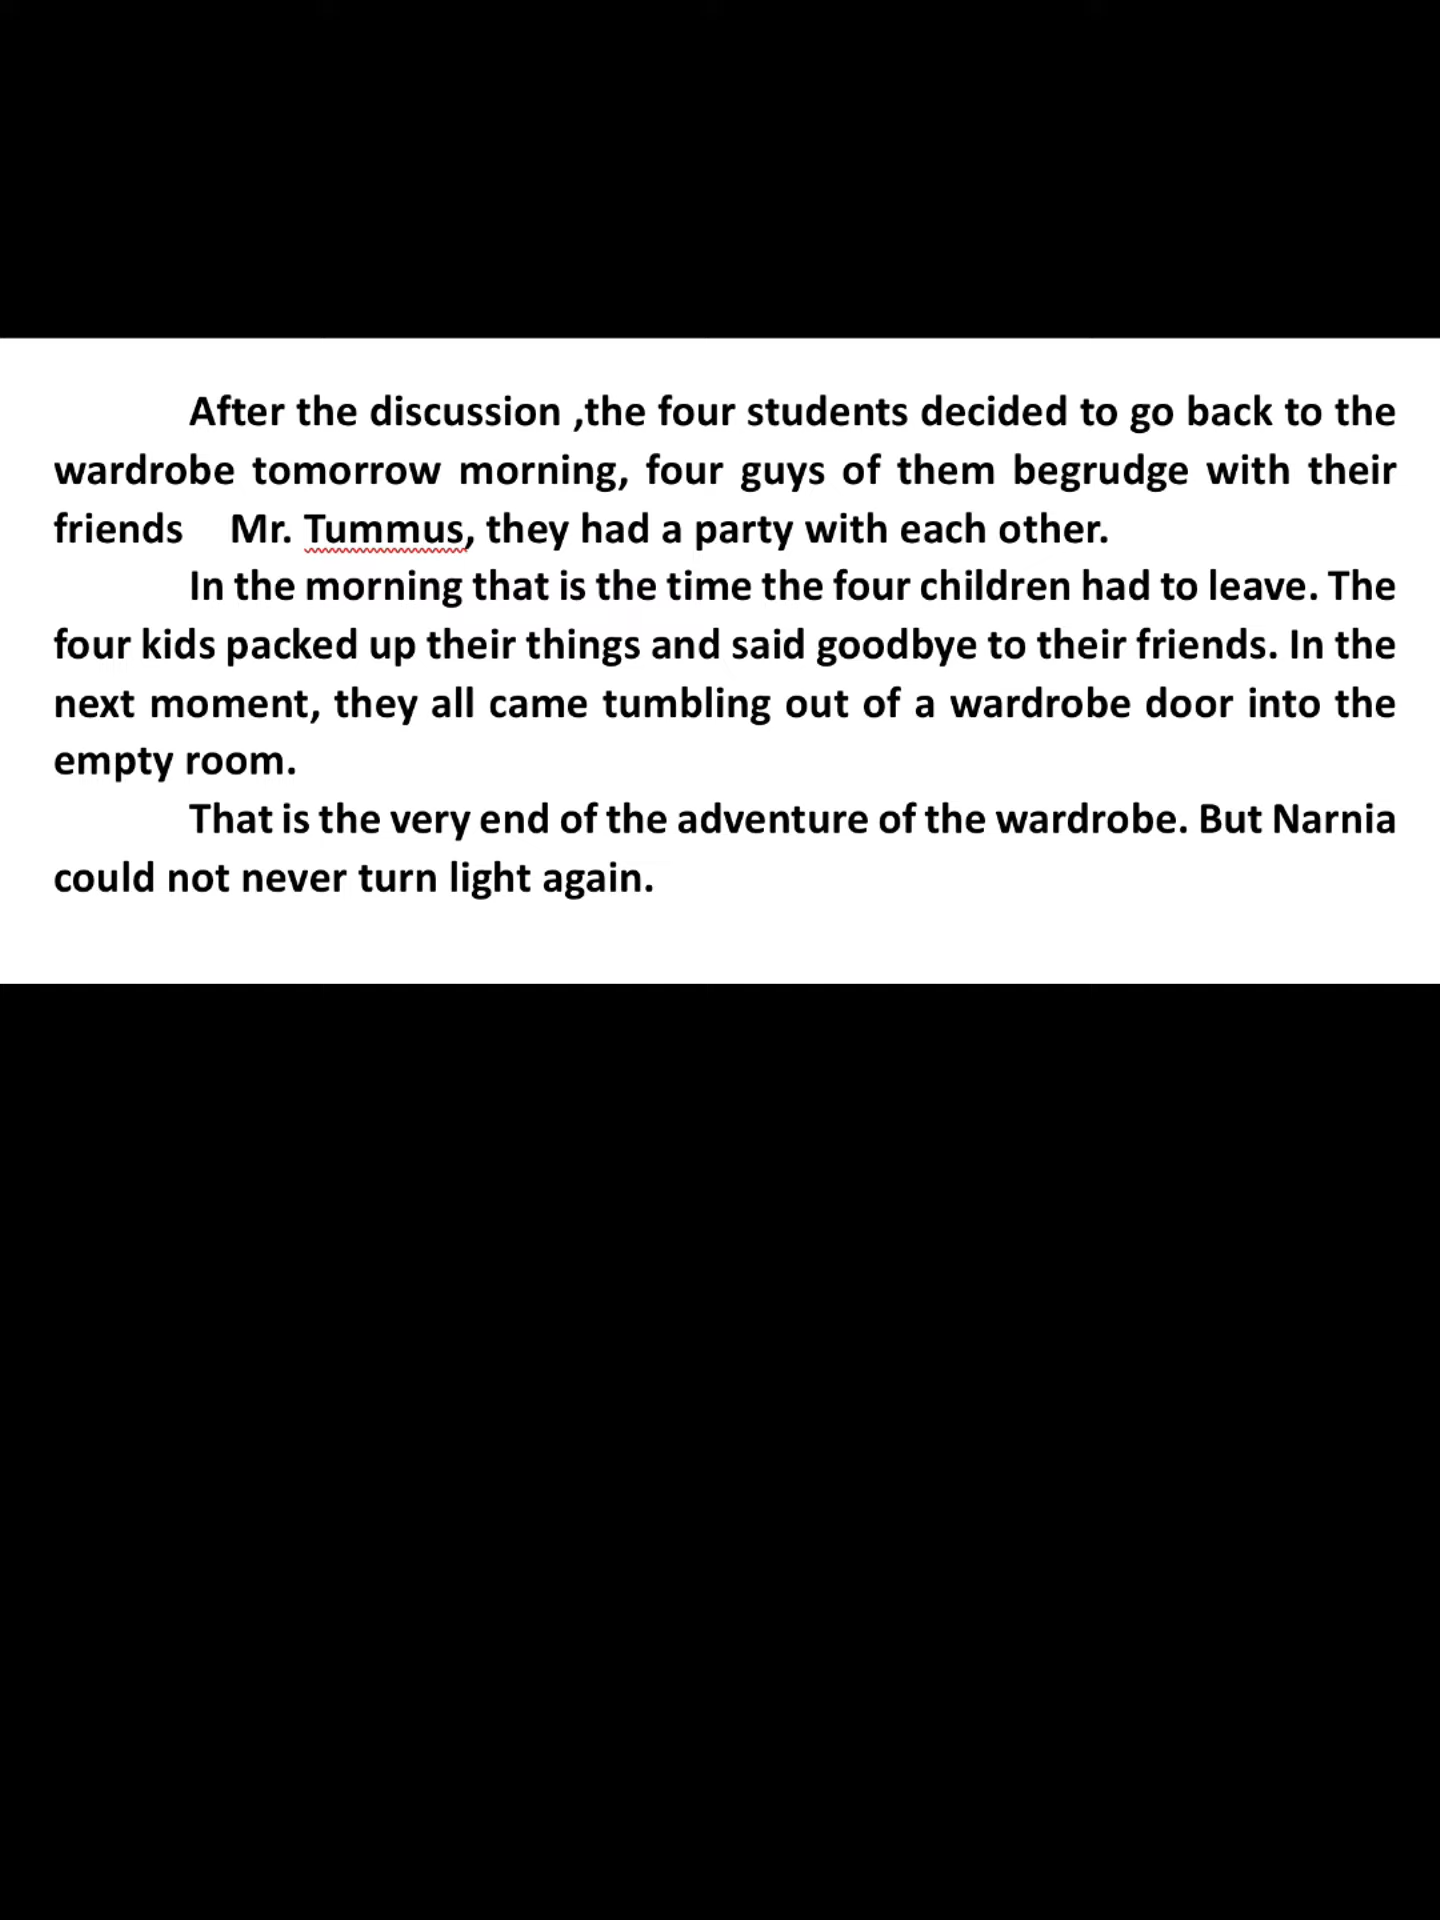 After the discussion ,the four students decided to go back to the
wardrobe tomorrow morning, four guys of them begrudge with their
friends Mr. Tummus, they had a party with each other.
In the morning that is the time the four children had to leave. The
four kids packed up their things and said goodbye to their friends. In the
next moment, they all came tumbling out of a wardrobe door into the
empty room.
That is the very end of the adventure of the wardrobe. But Narnia
could not never turn light again.